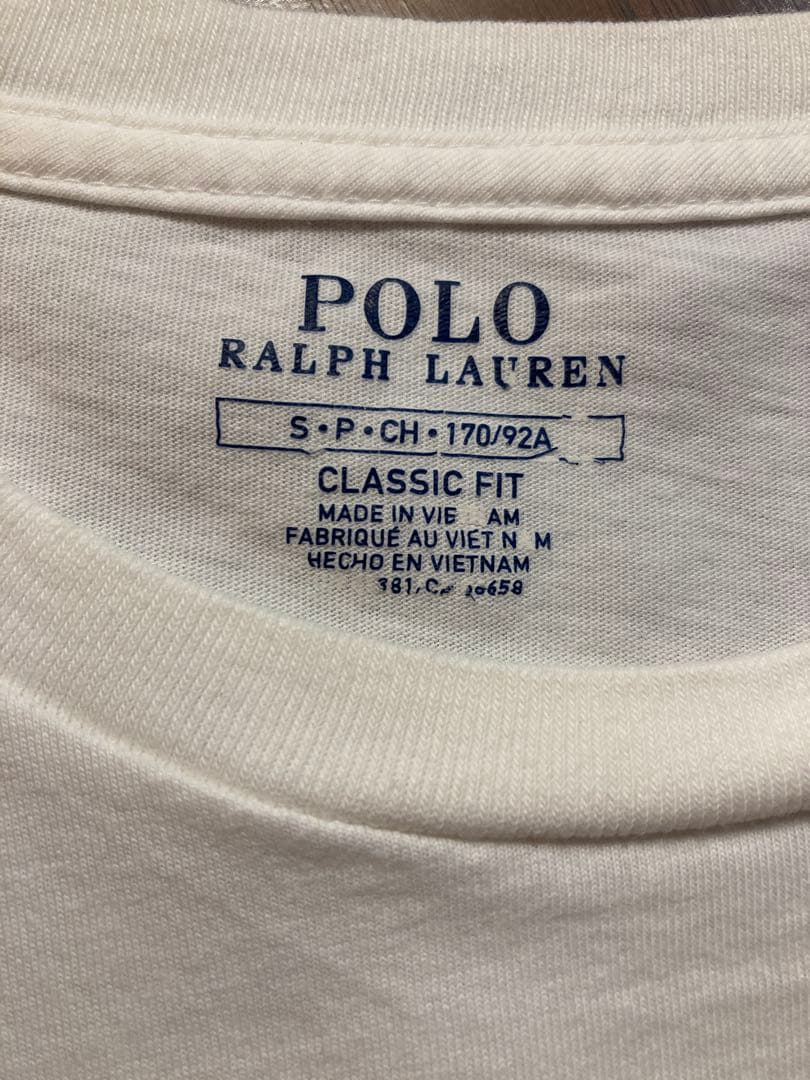 POLO
RALPH LAUREN
S•P•CH•170/92A
CLASSIC FIT
MADE IN VIE AM
FABRIQUÉ AU VIET N M
HECHO EN VIETNAM